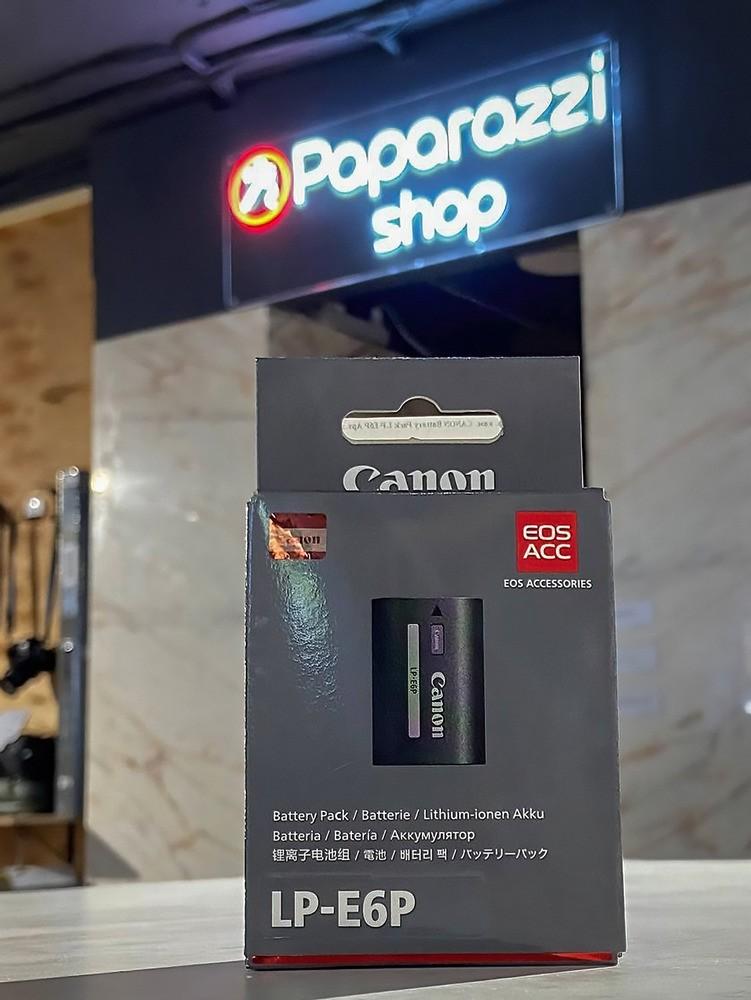 Paparazzi
shop
Canon
Canon
EOS
ACC
EOS ACCESSORIES
Canon
LP-E6P
Battery Pack / Batterie / Lithium-ionen Akku
Batteria / Batería / Аккумулятор
锂离子电池组 / 電池 / 배터리 팩 / バッテリーパック
LP-E6P